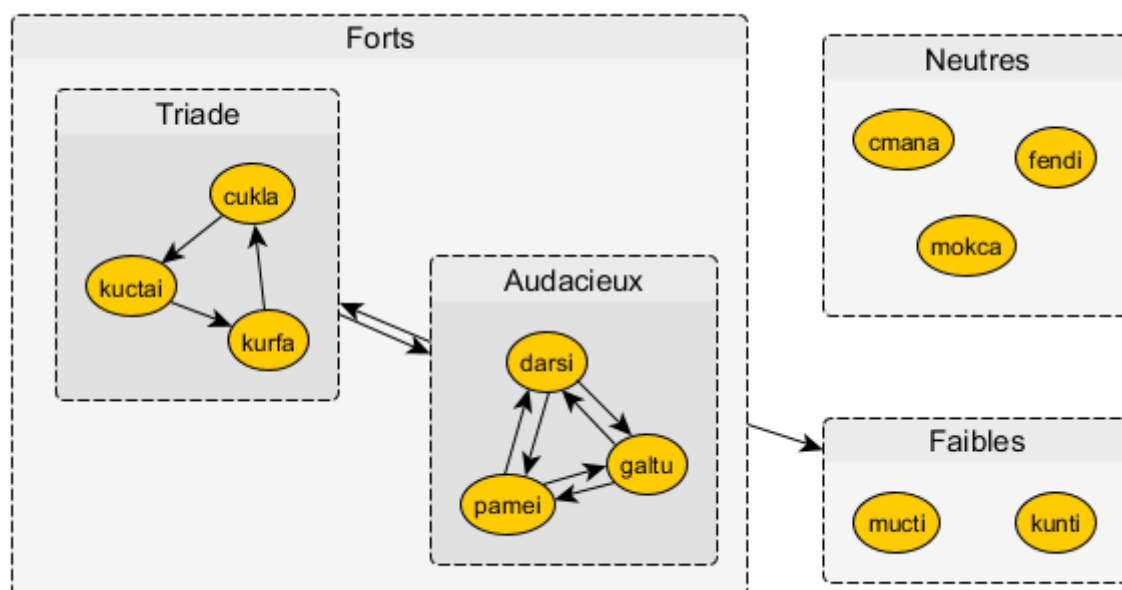 Forts
Triade
cukla
kuctai
kurfa
Audacieux
darsi
galtu
pamei
Neutres
cmana
fendi
mokca
Faibles
mucti
kunti